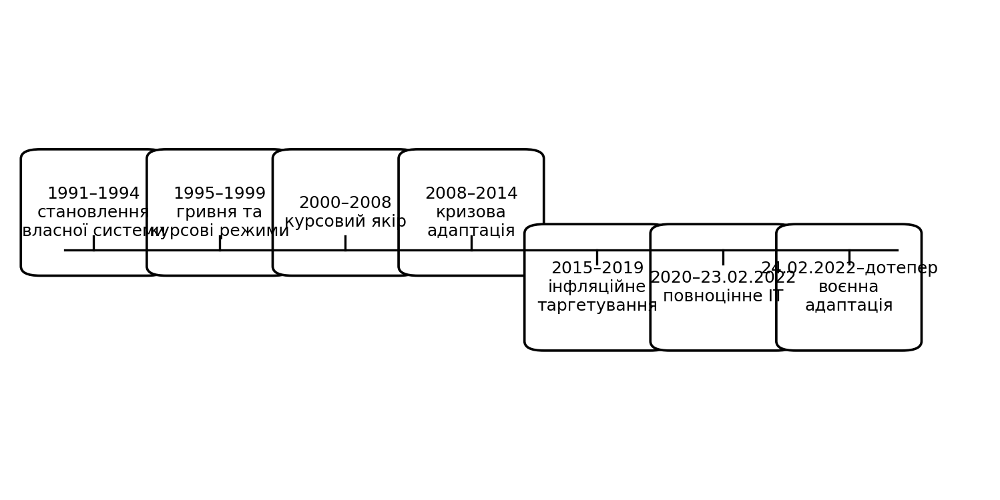 1991–1994
становлення
власної системи
1995–1999
гривня та
курсові режими
2000–2008
курсовий якір
2008–2014
кризова
адаптація
2015–2019
інфляційне
таргетування
2020–23.02.2022
повноцінне ІТ
24.02.2022–дотепер
воєнна
адаптація